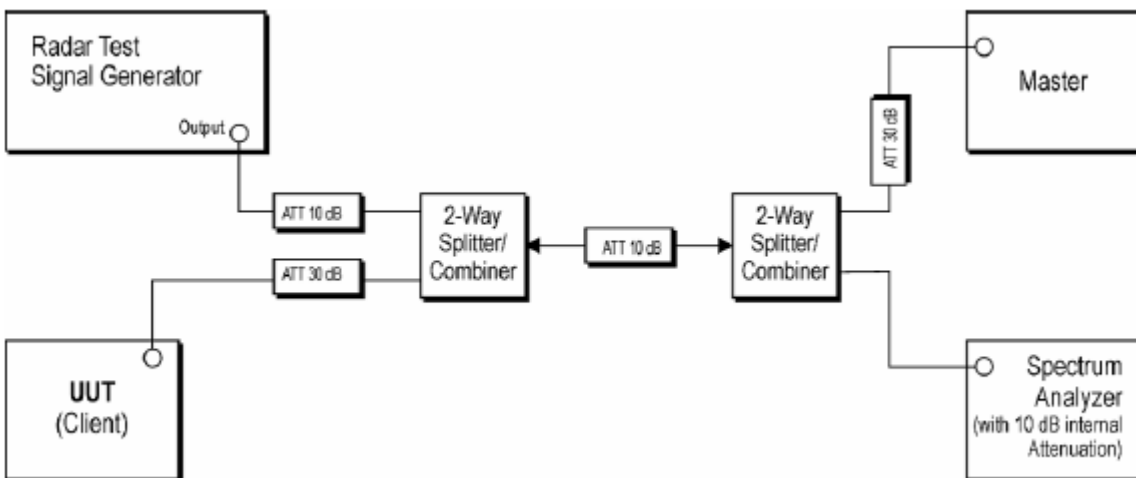 Radar Test
Signal Generator
Output
Master
ATT 30 dB
ATT 10 dB
2-Way
Splitter/
Combiner
ATT 10 dB
2-Way
Splitter/
Combiner
ATT 30 dB
UUT
(Client)
Spectrum
Analyzer
(with 10 dB internal
Attenuation)